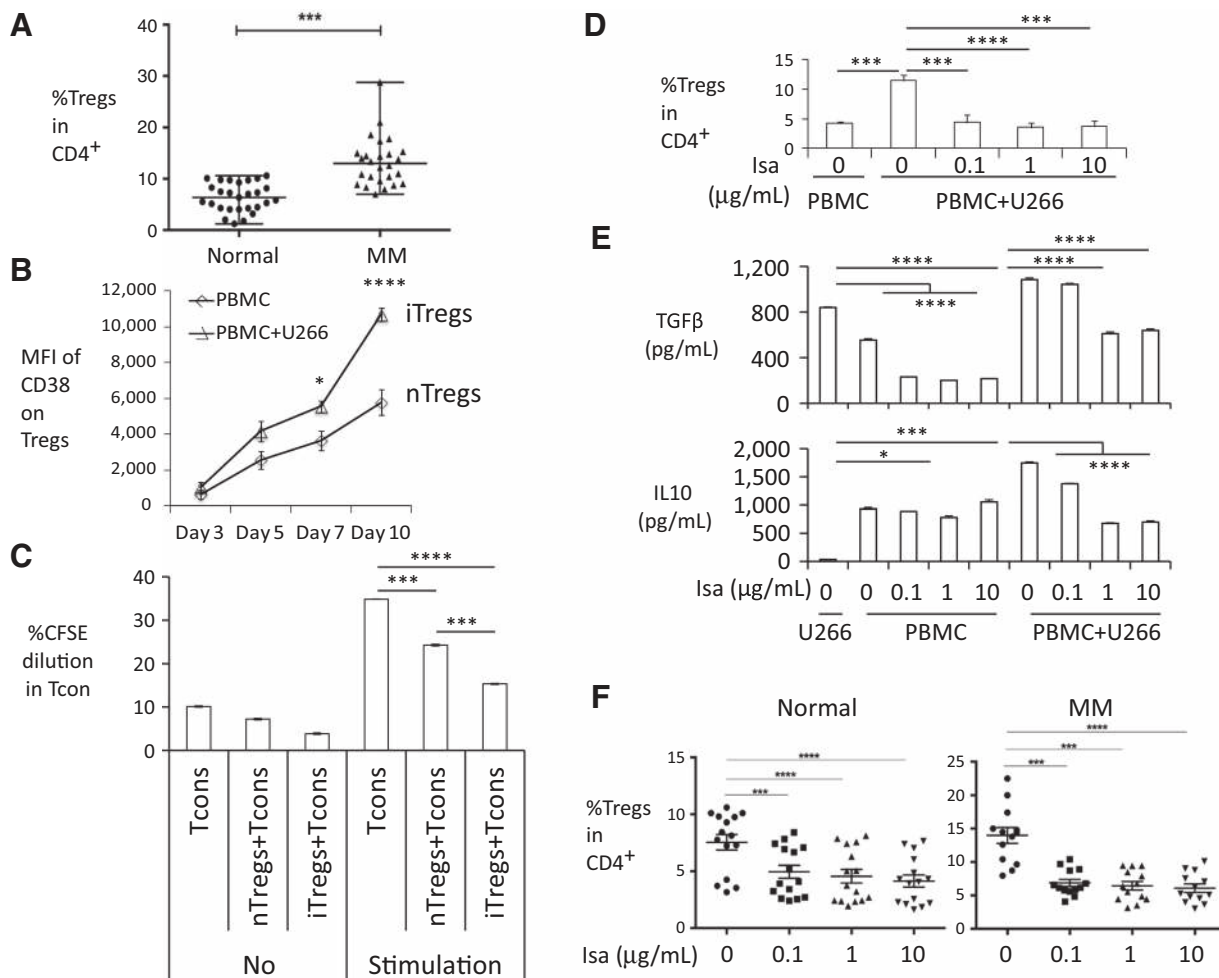 A
***
40
30
20
10
0
%Tregs
in
CD4+
Normal
MM
B
12,000
10,000
8,000
6,000
4,000
2,000
0
MFI of
CD38
on
Tregs
PBMC
PBMC+U266
*
****
iTregs
nTregs
Day 3
Day 5
Day 7
Day 10
C
****
***
***
40
35
30
20
10
0
%CFSE
dilution
in Tcon
Tcons
nTregs+Tcons
iTregs+Tcons
Tcons
nTregs+Tcons
iTregs+Tcons
No
Stimulation
D
***
****
*** ***
15
10
5
0
%Tregs
in
CD4+
Isa
(µg/mL)
0 0 0.1 1 10
PBMC PBMC+U266
E
**** ****
**** ****
1,200
800
400
0
TGFβ
(pg/mL)
***
*
****
2,000
1,500
1,000
500
0
IL10
(pg/mL)
Isa (µg/mL) 0 0 0.1 1 10 0 0.1 1 10
U266 PBMC PBMC+U266
F
Normal
MM
****
****
***
15
10
5
0
%Tregs
in
CD4+
****
***
***
25
20
15
10
5
0
Isa (µg/mL) 0 0.1 1 10 0 0.1 1 10